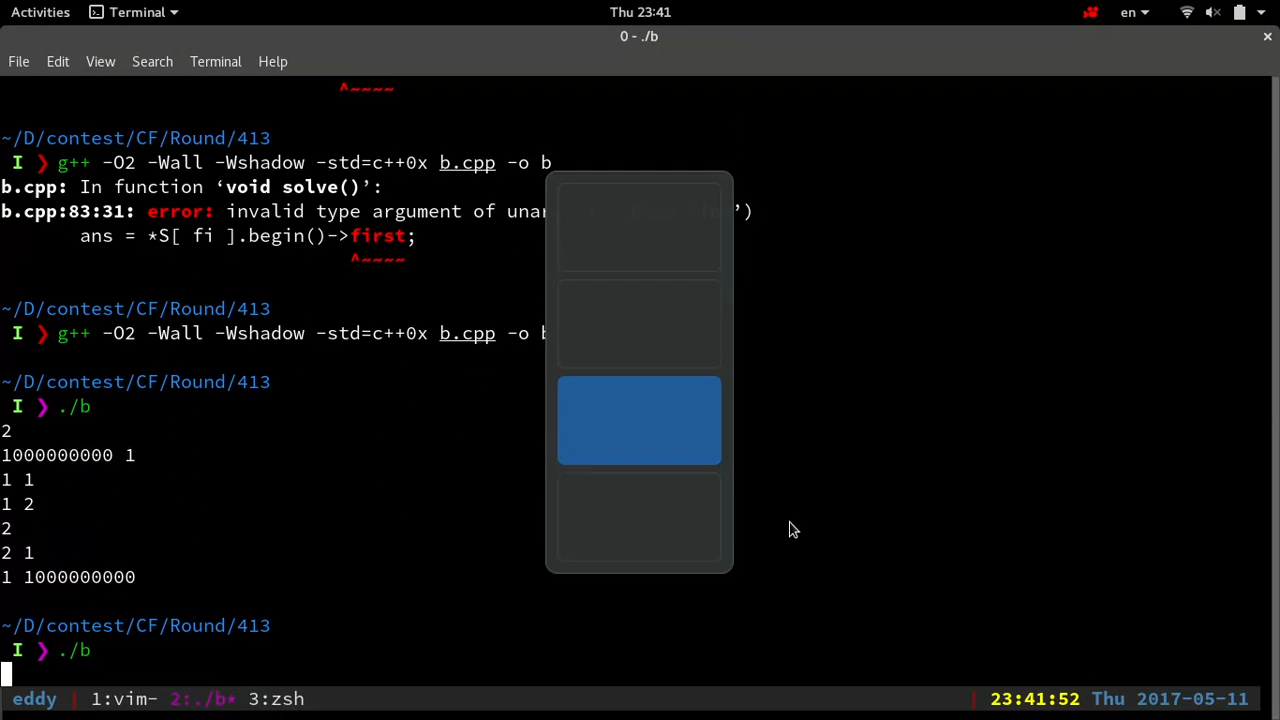 Activities Terminal Thu 23:41 en
0 - ./b
File Edit View Search Terminal Help
^~~~~
~/D/contest/CF/Round/413
I ❯ g++ -O2 -Wall -Wshadow -std=c++0x b.cpp -o b
b.cpp: In function ‘void solve()’:
b.cpp:83:31: error: invalid type argument of unar
ans = *S[ fi ].begin()->first;
^~~~~
~/D/contest/CF/Round/413
I ❯ g++ -O2 -Wall -Wshadow -std=c++0x b.cpp -o b
~/D/contest/CF/Round/413
I ❯ ./b
2
1000000000 1
1 1
1 2
2
2 1
1 1000000000
~/D/contest/CF/Round/413
I ❯ ./b
eddy 1:vim- 2:./b* 3:zsh 23:41:52 Thu 2017-05-11